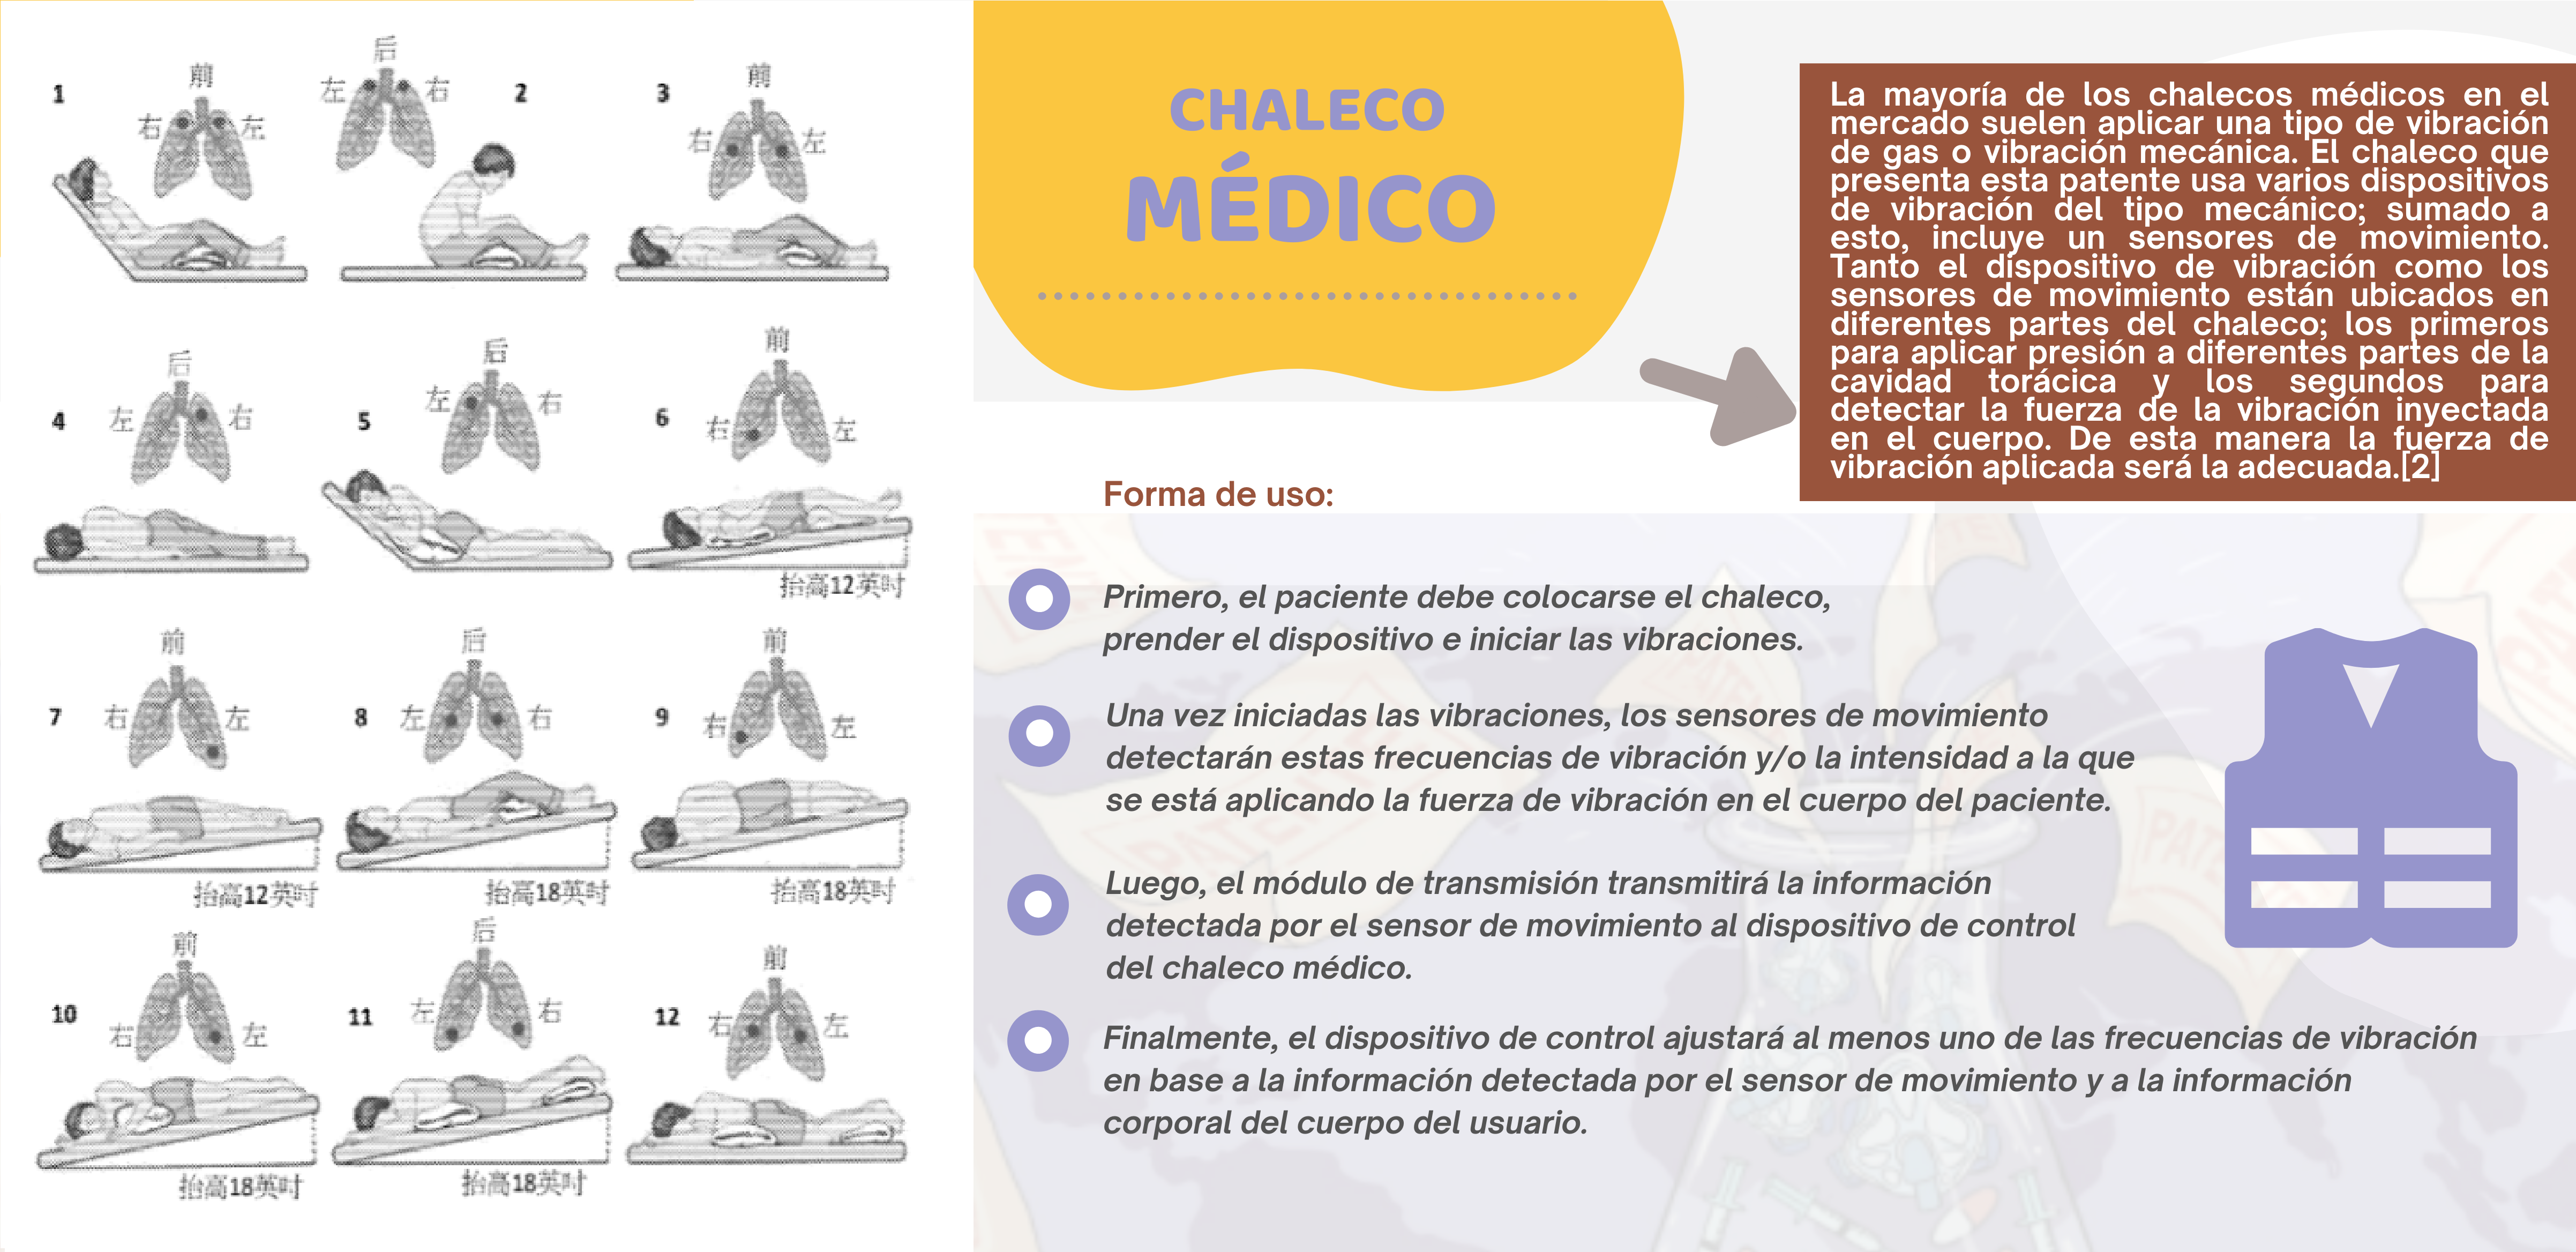 1
前
右
左
后
左
右
2
3
前
右
左
4
后
左
右
5
后
左
右
6
前
右
左
抬高12英吋
7
前
右
左
抬高12英吋
8
后
左
右
抬高18英吋
9
前
右
左
抬高18英吋
10
前
右
左
抬高18英吋
11
后
左
右
抬高18英吋
12
前
右
左
CHALECO
MÉDICO
La mayoría de los chalecos médicos en el
mercado suelen aplicar una tipo de vibración
de gas o vibración mecánica. El chaleco que
presenta esta patente usa varios dispositivos
de vibración del tipo mecánico; sumado a
esto, incluye un sensores de movimiento.
Tanto el dispositivo de vibración como los
sensores de movimiento están ubicados en
diferentes partes del chaleco; los primeros
para aplicar presión a diferentes partes de la
cavidad torácica y los segundos para
detectar la fuerza de la vibración inyectada
en el cuerpo. De esta manera la fuerza de
vibración aplicada será la adecuada.[2]
Forma de uso:
Primero, el paciente debe colocarse el chaleco,
prender el dispositivo e iniciar las vibraciones.
Una vez iniciadas las vibraciones, los sensores de movimiento
detectarán estas frecuencias de vibración y/o la intensidad a la que
se está aplicando la fuerza de vibración en el cuerpo del paciente.
Luego, el módulo de transmisión transmitirá la información
detectada por el sensor de movimiento al dispositivo de control
del chaleco médico.
Finalmente, el dispositivo de control ajustará al menos uno de las frecuencias de vibración
en base a la información detectada por el sensor de movimiento y a la información
corporal del cuerpo del usuario.